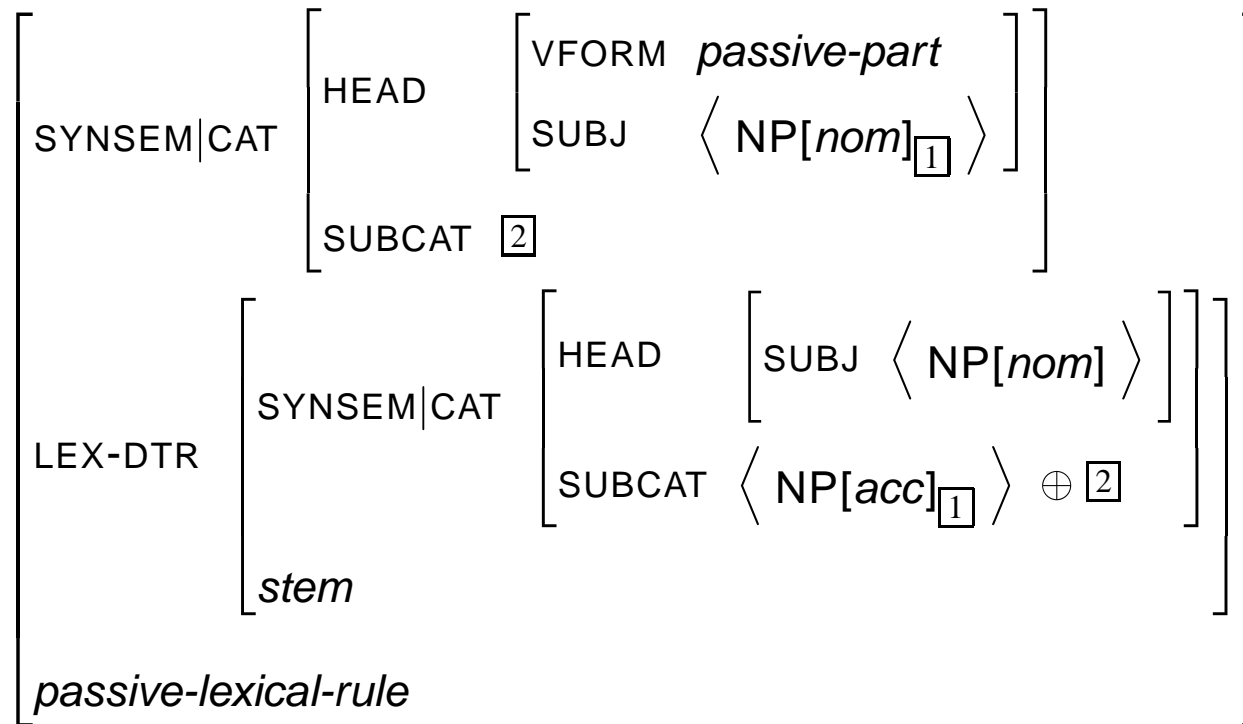 VFORM passive-part
HEAD
SYNSEM|CAT SUBJ ⟨ NP[nom]1 ⟩
SUBCAT 2
HEAD SUBJ ⟨ NP[nom] ⟩
SYNSEM|CAT
LEX-DTR SUBCAT ⟨ NP[acc]1 ⟩ ⊕ 2
stem
passive-lexical-rule